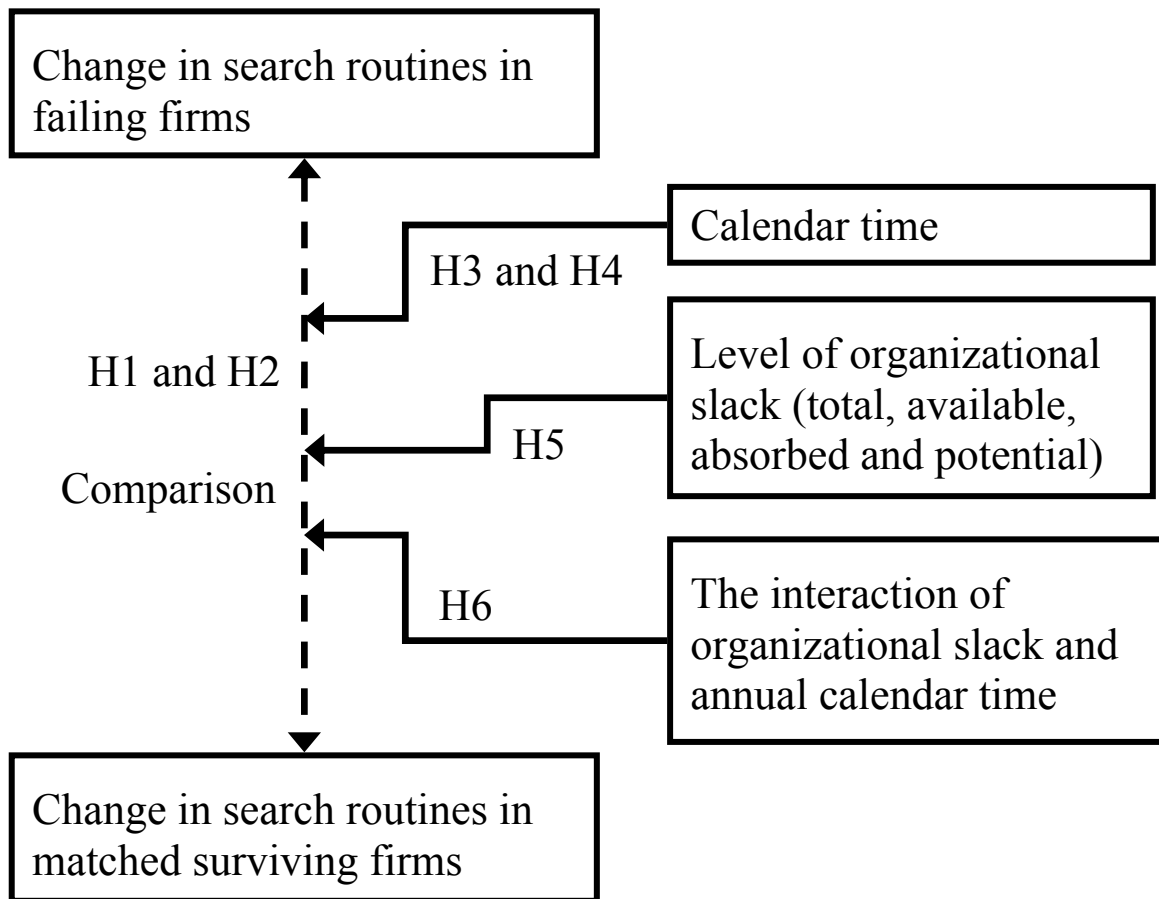 Change in search routines in
failing firms
Calendar time
H3 and H4
H1 and H2
Level of organizational
slack (total, available,
absorbed and potential)
H5
Comparison
The interaction of
organizational slack and
annual calendar time
H6
Change in search routines in
matched surviving firms